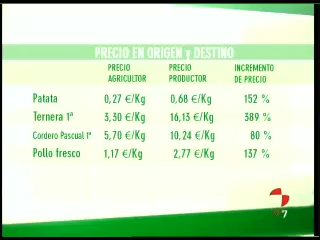 PRECIO EN ORIGEN y DESTINO
PRECIO AGRICULTOR PRECIO PRODUCTOR INCREMENTO DE PRECIO
Patata 0,27 €/Kg 0,68 €/Kg 152 %
Ternera 1ª 3,30 €/Kg 16,13 €/Kg 389 %
Cordero Pascual 1ª 5,70 €/Kg 10,24 €/Kg 80 %
Pollo fresco 1,17 €/Kg 2,77 €/Kg 137 %
7